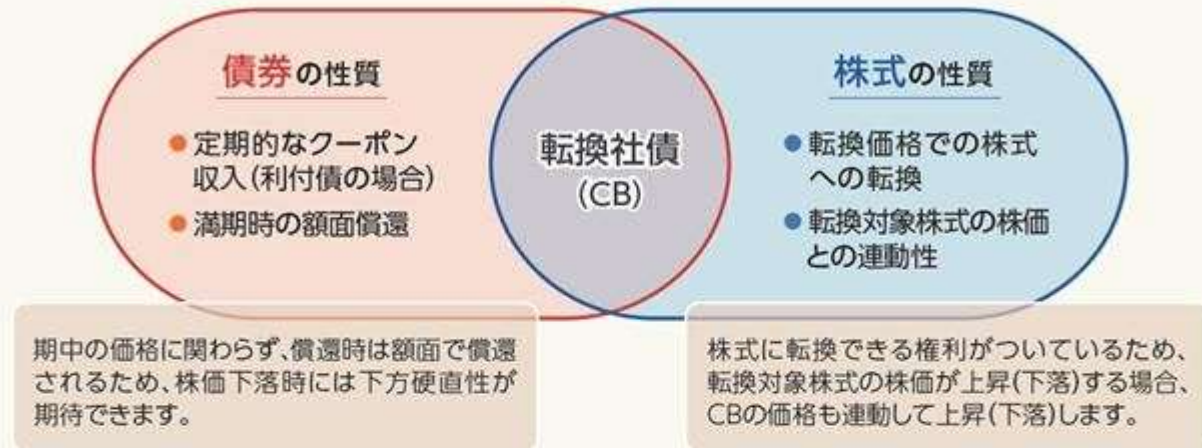 債券の性質
●定期的なクーポン
収入(利付債の場合)
●満期時の額面償還
転換社債
(CB)
株式の性質
●転換価格での株式
への転換
●転換対象株式の株価
との連動性
期中の価格に関わらず、償還時は額面で償還
されるため、株価下落時には下方硬直性が
期待できます。
株式に転換できる権利がついているため、
転換対象株式の株価が上昇(下落)する場合、
CBの価格も連動して上昇(下落)します。